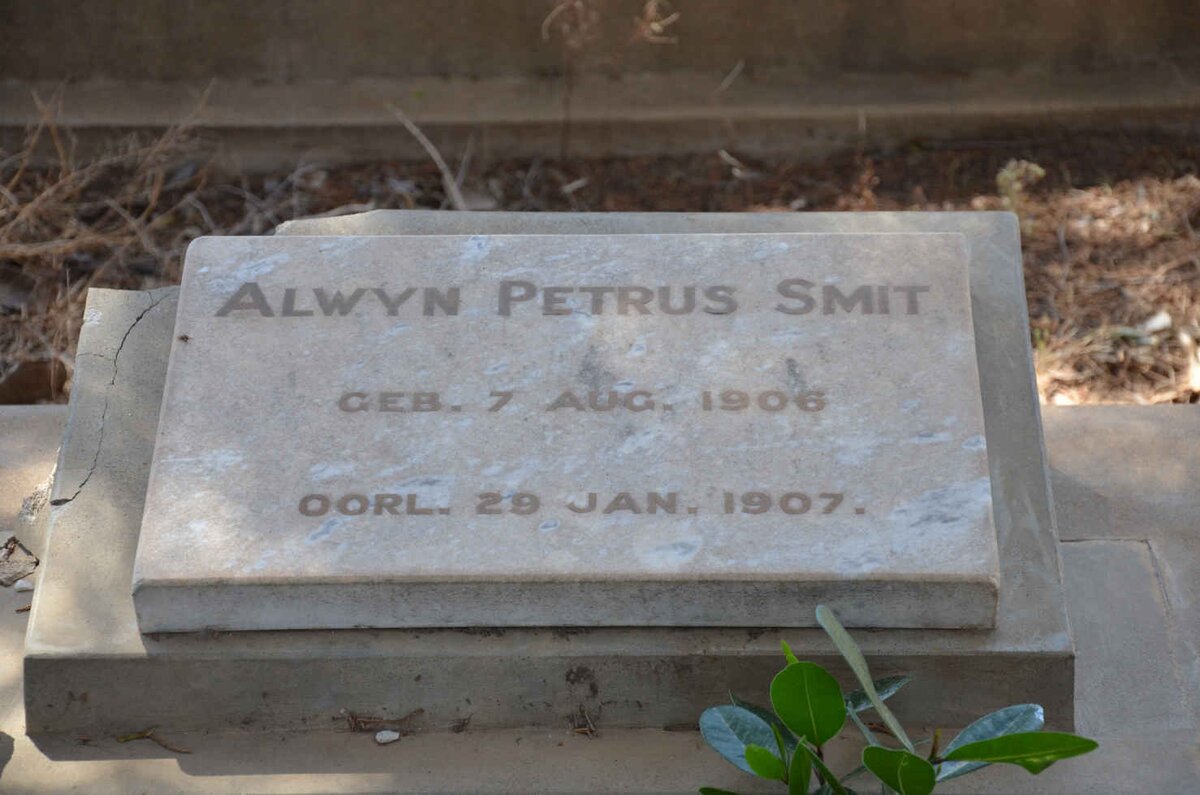 ALWYN PETRUS SMIT
GEB. 7 AUG. 1906
OORL. 29 JAN. 1907.